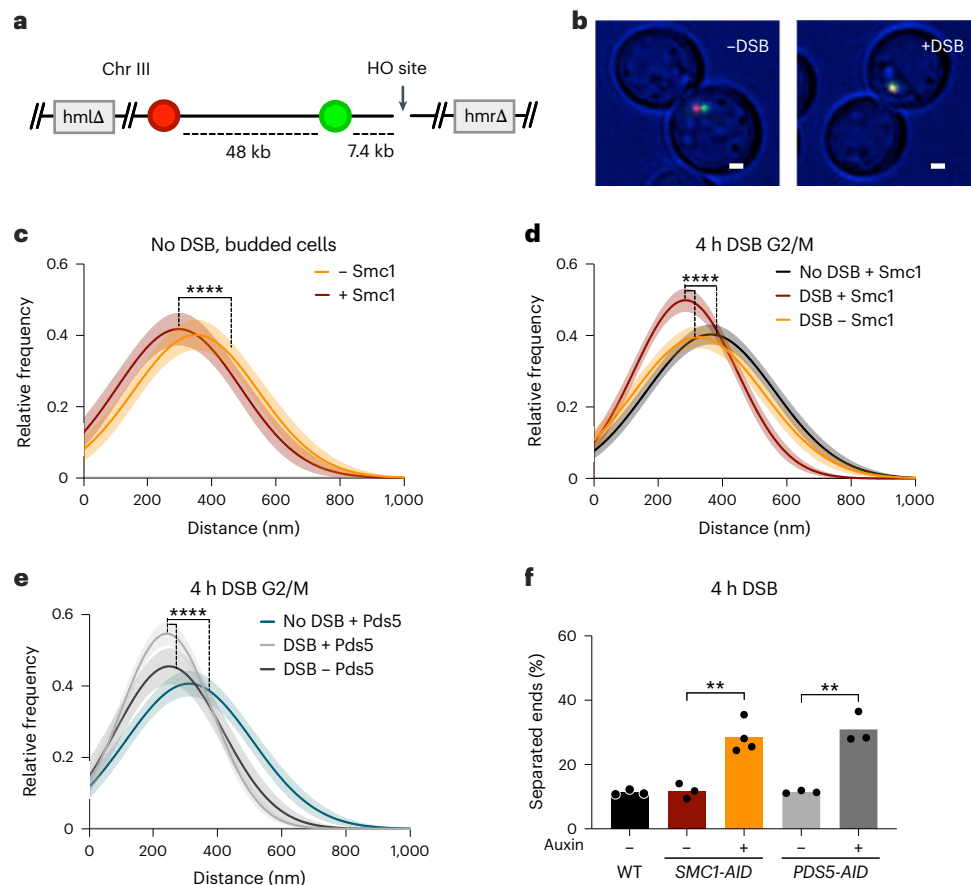 a
Chr III
HO site
hmlΔ
hmrΔ
48 kb
7.4 kb
b
–DSB
+DSB
c
No DSB, budded cells
– Smc1
+ Smc1
****
Relative frequency
0.6
0.4
0.2
0
0 200 400 600 800 1,000
Distance (nm)
d
4 h DSB G2/M
No DSB + Smc1
DSB + Smc1
DSB – Smc1
****
Relative frequency
0.6
0.4
0.2
0
0 200 400 600 800 1,000
Distance (nm)
e
4 h DSB G2/M
No DSB + Pds5
DSB + Pds5
DSB – Pds5
****
Relative frequency
0.6
0.4
0.2
0
0 200 400 600 800 1,000
Distance (nm)
f
4 h DSB
Separated ends (%)
60
40
20
0
** **
Auxin – – + – +
WT SMC1-AID PDS5-AID